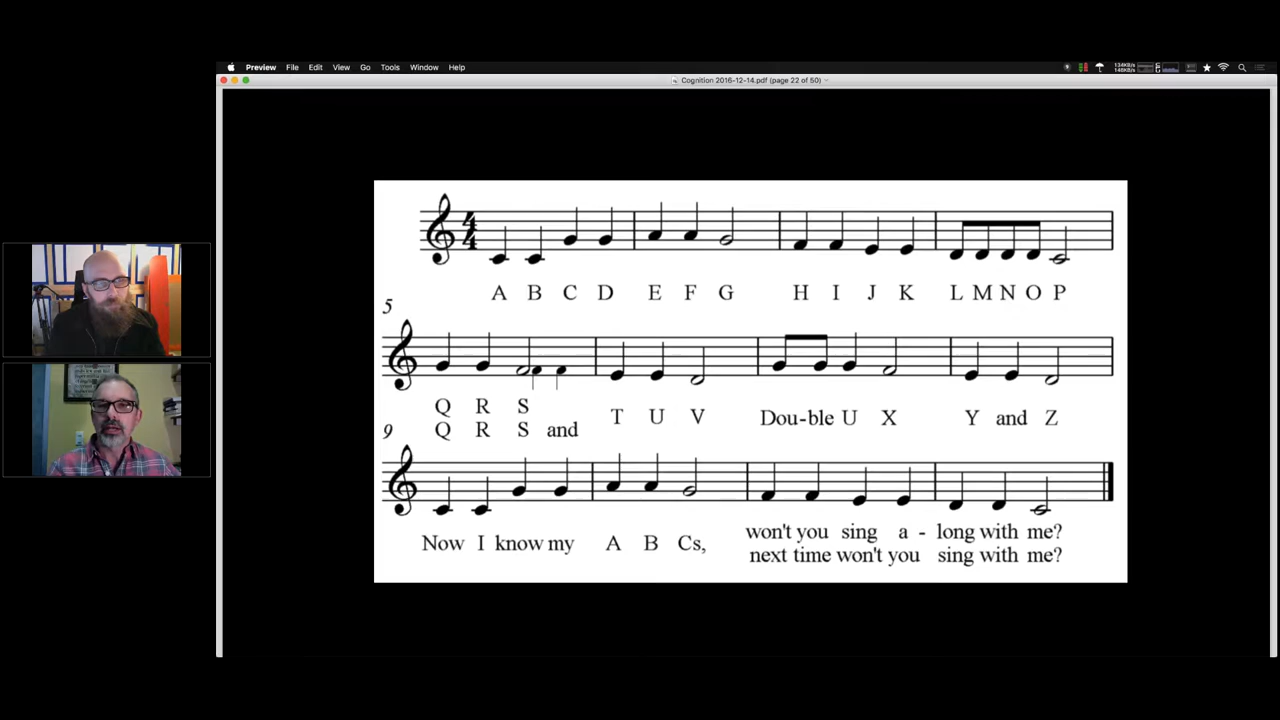 Preview File Edit View Go Tools Window Help
Cognition 2016-12-14.pdf (page 22 of 50)
4
4
A B C D E F G H I J K L M N O P
5
Q R S T U V Dou-ble U X Y and Z
Q R S and
9
Now I know my A B Cs, won't you sing a - long with me?
next time won't you sing with me?